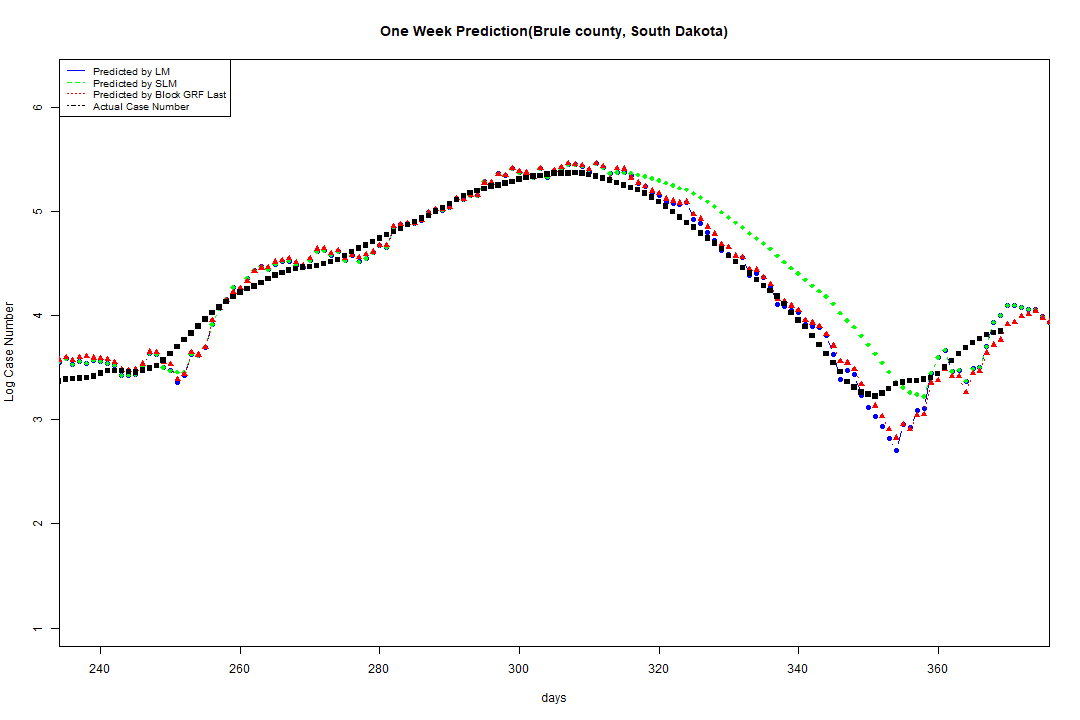 One Week Prediction(Brule county, South Dakota)
Predicted by LM
Predicted by SLM
Predicted by Block GRF Last
Actual Case Number
6
5
4
3
2
1
Log Case Number
240 260 280 300 320 340 360
days